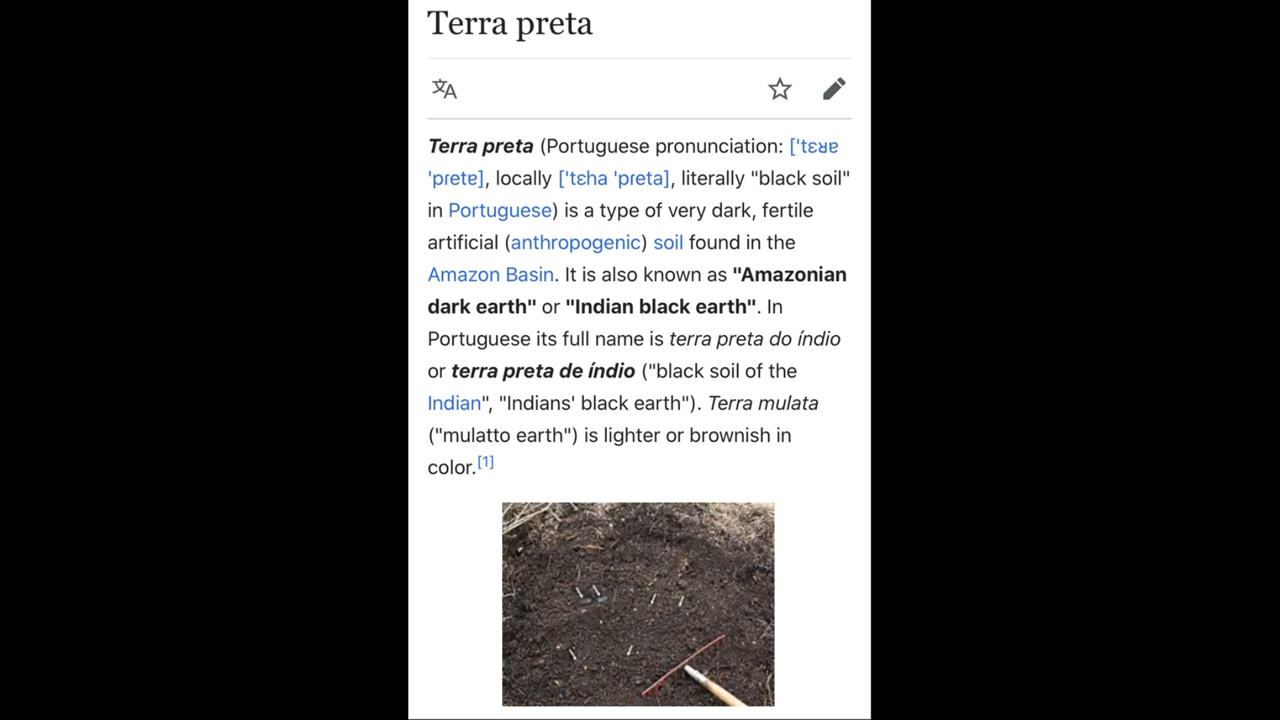 Terra preta
Terra preta (Portuguese pronunciation: [ˈtɛʁɐ
ˈpɾetɐ], locally [ˈtɛha ˈpɾeta], literally "black soil"
in Portuguese) is a type of very dark, fertile
artificial (anthropogenic) soil found in the
Amazon Basin. It is also known as "Amazonian
dark earth" or "Indian black earth". In
Portuguese its full name is terra preta do índio
or terra preta de índio ("black soil of the
Indian", "Indians' black earth"). Terra mulata
("mulatto earth") is lighter or brownish in
color.[1]